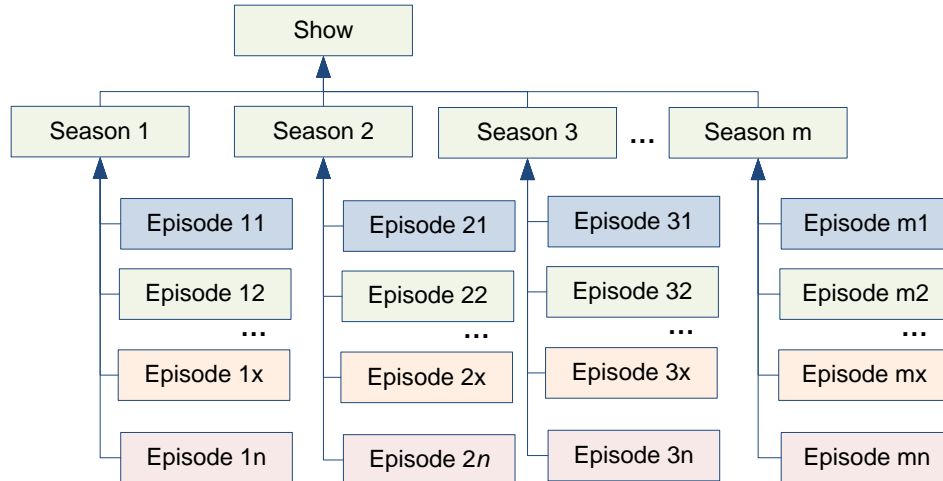 Show
Season 1
Season 2
Season 3
...
Season m
Episode 11
Episode 21
Episode 31
Episode m1
Episode 12
Episode 22
Episode 32
Episode m2
...
...
...
...
Episode 1x
Episode 2x
Episode 3x
Episode mx
Episode 1n
Episode 2n
Episode 3n
Episode mn